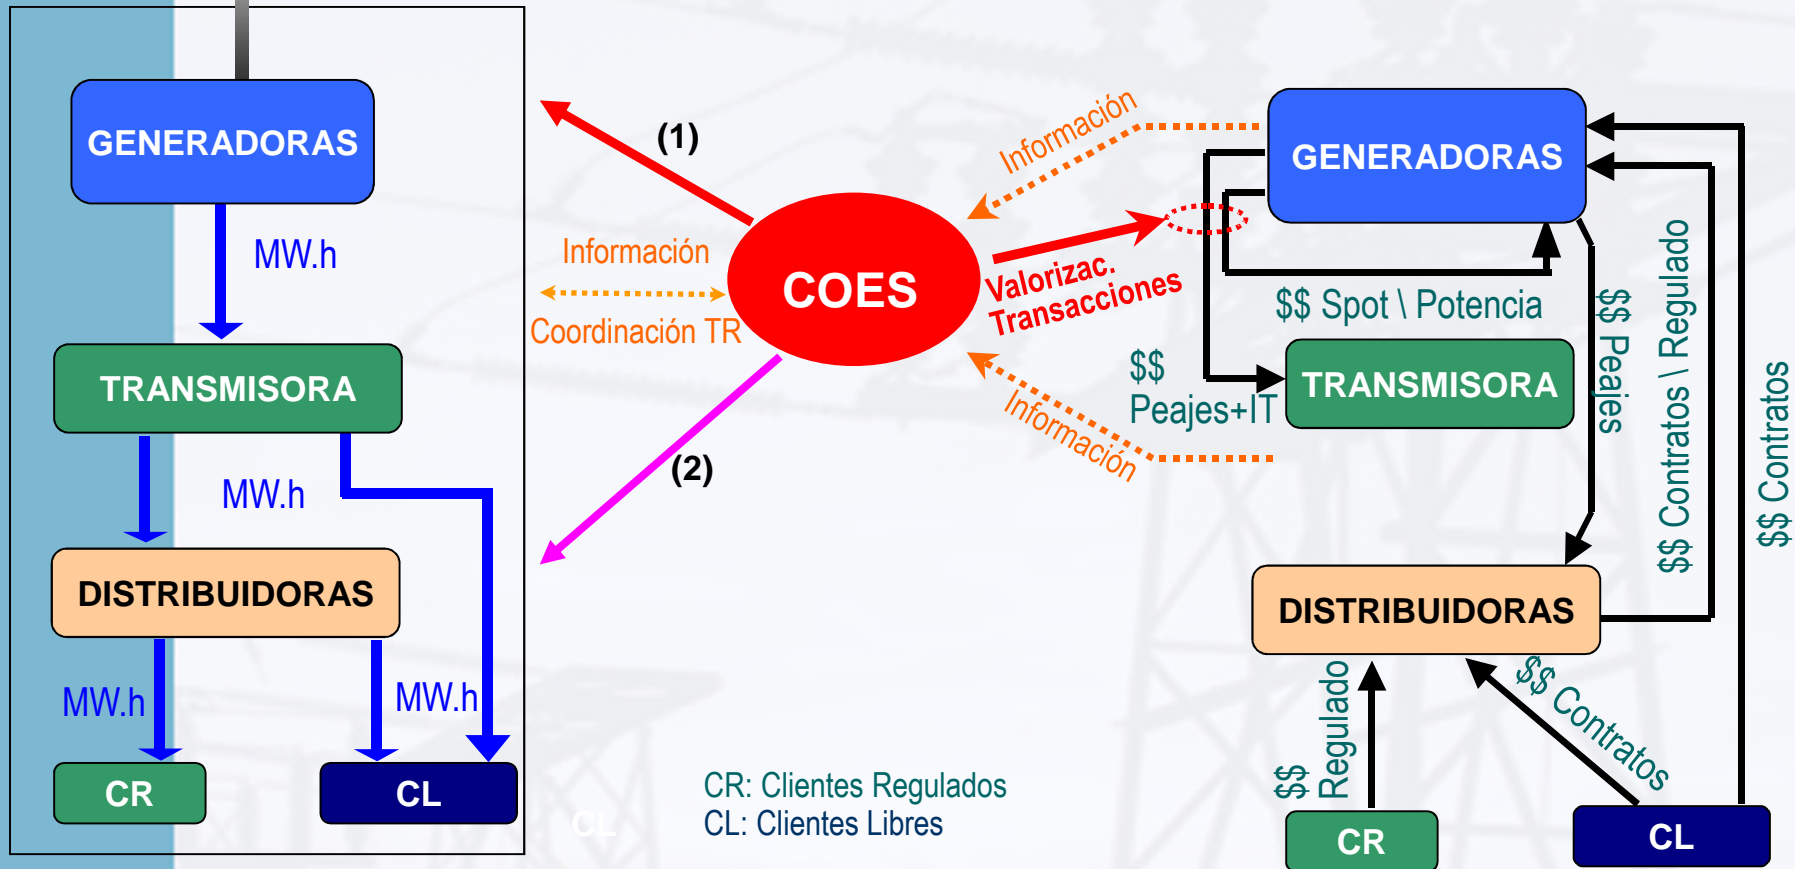 GENERADORAS
MW.h
TRANSMISORA
MW.h
DISTRIBUIDORAS
MW.h
MW.h
CR
CL
(1)
Información
Coordinación TR
COES
(2)
Información
Valorizac.
Transacciones
Información
GENERADORAS
$$ Spot \ Potencia
$$
Peajes+IT
TRANSMISORA
$$ Peajes
$$ Contratos \ Regulado
$$ Contratos
DISTRIBUIDORAS
$$
Regulado
$$ Contratos
CR
CL
CL
CR: Clientes Regulados
CL: Clientes Libres